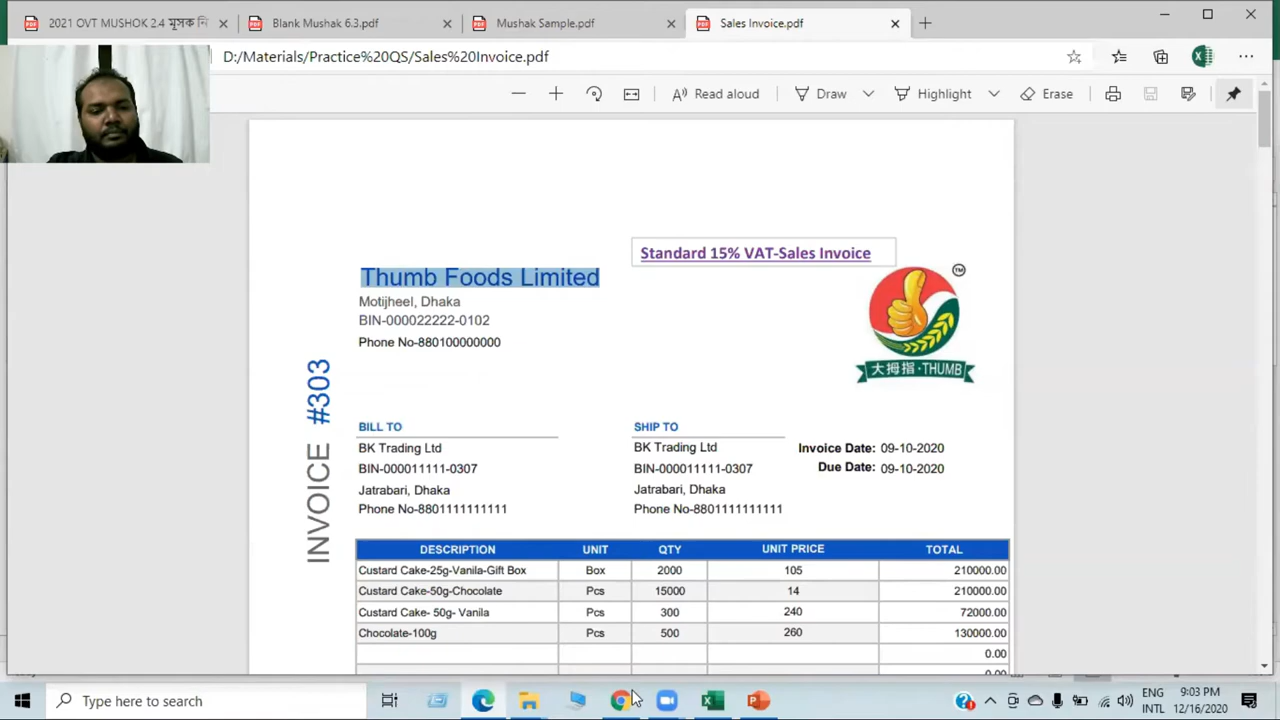 2021 OVT MUSHOK 2.4 মূসক নি
Blank Mushak 6.3.pdf
Mushak Sample.pdf
Sales Invoice.pdf
D:/Materials/Practice%20QS/Sales%20Invoice.pdf
Read aloud
Draw
Highlight
Erase
Standard 15% VAT-Sales Invoice
Thumb Foods Limited
Motijheel, Dhaka
BIN-000022222-0102
Phone No-880100000000
TM
大拇指·THUMB
INVOICE #303
BILL TO
BK Trading Ltd
BIN-000011111-0307
Jatrabari, Dhaka
Phone No-8801111111111
SHIP TO
BK Trading Ltd
BIN-000011111-0307
Jatrabari, Dhaka
Phone No-8801111111111
Invoice Date: 09-10-2020
Due Date: 09-10-2020
DESCRIPTION UNIT QTY UNIT PRICE TOTAL
Custard Cake-25g-Vanila-Gift Box Box 2000 105 210000.00
Custard Cake-50g-Chocolate Pcs 15000 14 210000.00
Custard Cake- 50g- Vanila Pcs 300 240 72000.00
Chocolate-100g Pcs 500 260 130000.00
0.00
0.00
Type here to search
ENG
INTL
9:03 PM
12/16/2020